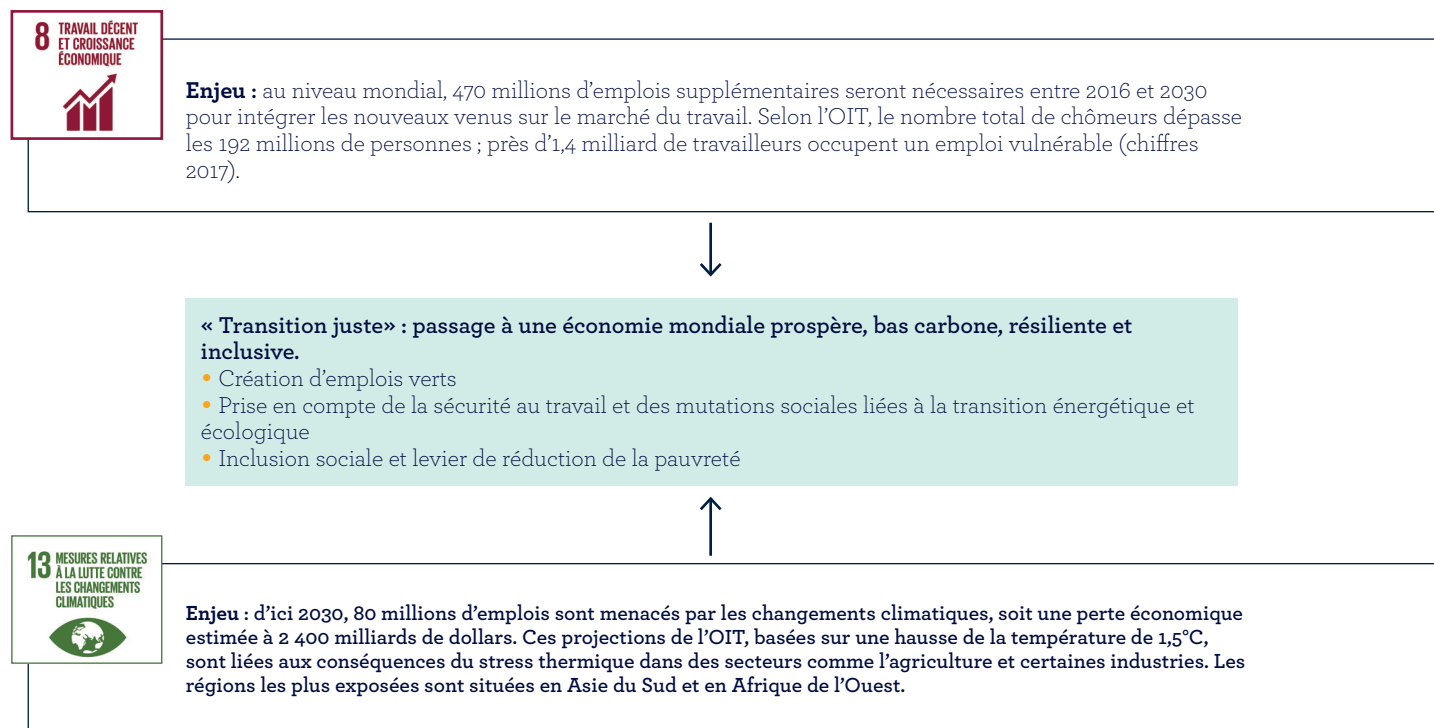 8 TRAVAIL DÉCENT
ET CROISSANCE
ÉCONOMIQUE
Enjeu : au niveau mondial, 470 millions d’emplois supplémentaires seront nécessaires entre 2016 et 2030
pour intégrer les nouveaux venus sur le marché du travail. Selon l’OIT, le nombre total de chômeurs dépasse
les 192 millions de personnes ; près d’1,4 milliard de travailleurs occupent un emploi vulnérable (chiffres
2017).
« Transition juste» : passage à une économie mondiale prospère, bas carbone, résiliente et
inclusive.
• Création d’emplois verts
• Prise en compte de la sécurité au travail et des mutations sociales liées à la transition énergétique et
écologique
• Inclusion sociale et levier de réduction de la pauvreté
13 MESURES RELATIVES
À LA LUTTE CONTRE
LES CHANGEMENTS
CLIMATIQUES
Enjeu : d’ici 2030, 80 millions d’emplois sont menacés par les changements climatiques, soit une perte économique
estimée à 2 400 milliards de dollars. Ces projections de l’OIT, basées sur une hausse de la température de 1,5°C,
sont liées aux conséquences du stress thermique dans des secteurs comme l’agriculture et certaines industries. Les
régions les plus exposées sont situées en Asie du Sud et en Afrique de l’Ouest.